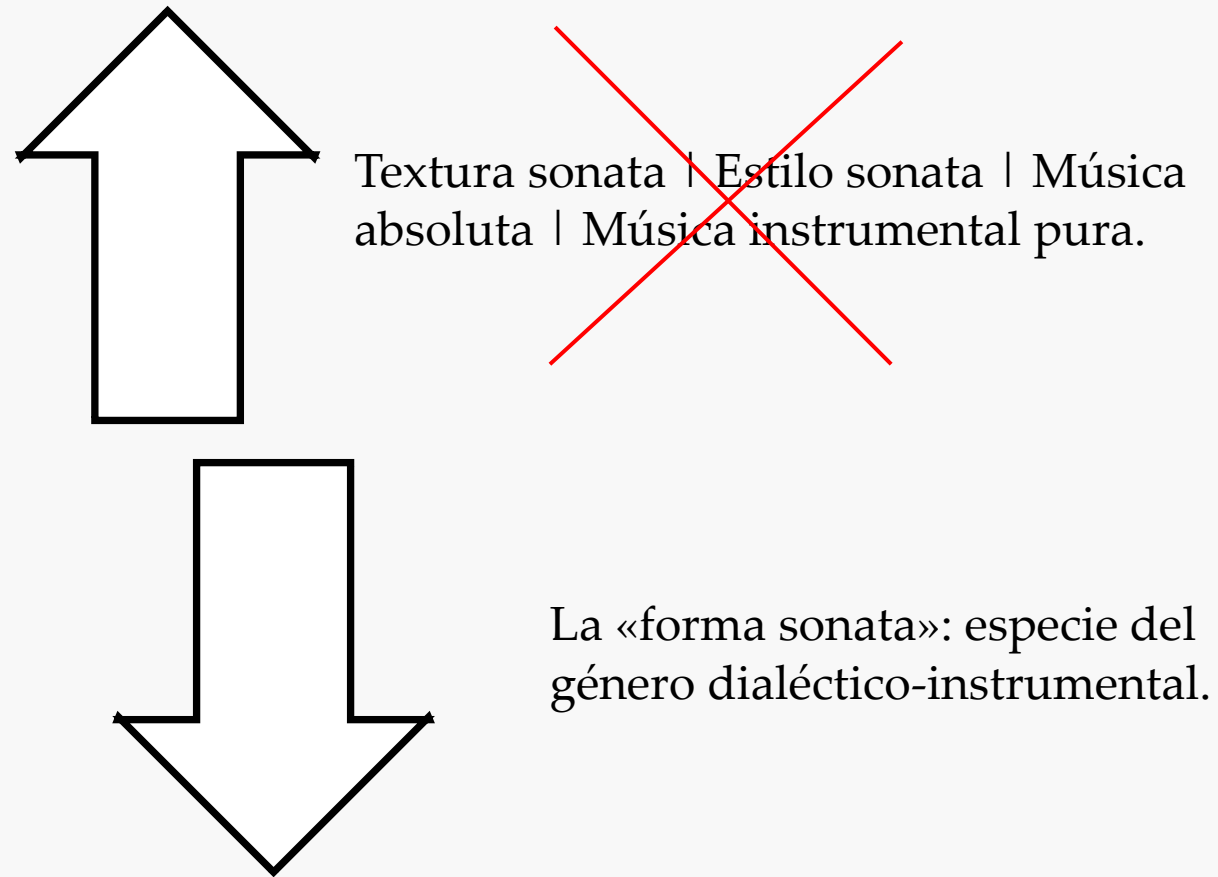 Textura sonata | Estilo sonata | Música
absoluta | Música instrumental pura.
La «forma sonata»: especie del
género dialéctico-instrumental.